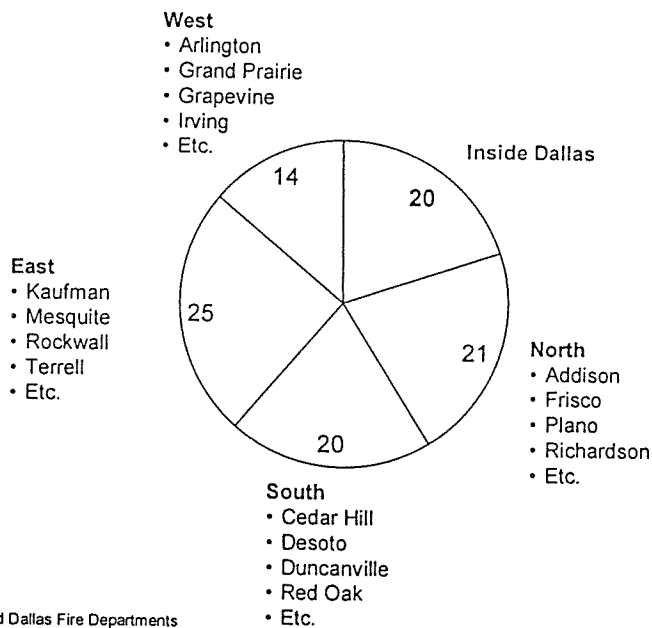 West
• Arlington
• Grand Prairie
• Grapevine
• Irving
• Etc.
14
Inside Dallas
20
East
• Kaufman
• Mesquite
• Rockwall
• Terrell
• Etc.
25
21
North
• Addison
• Frisco
• Plano
• Richardson
• Etc.
20
South
• Cedar Hill
• Desoto
• Duncanville
• Red Oak
• Etc.
Dallas Fire Departments